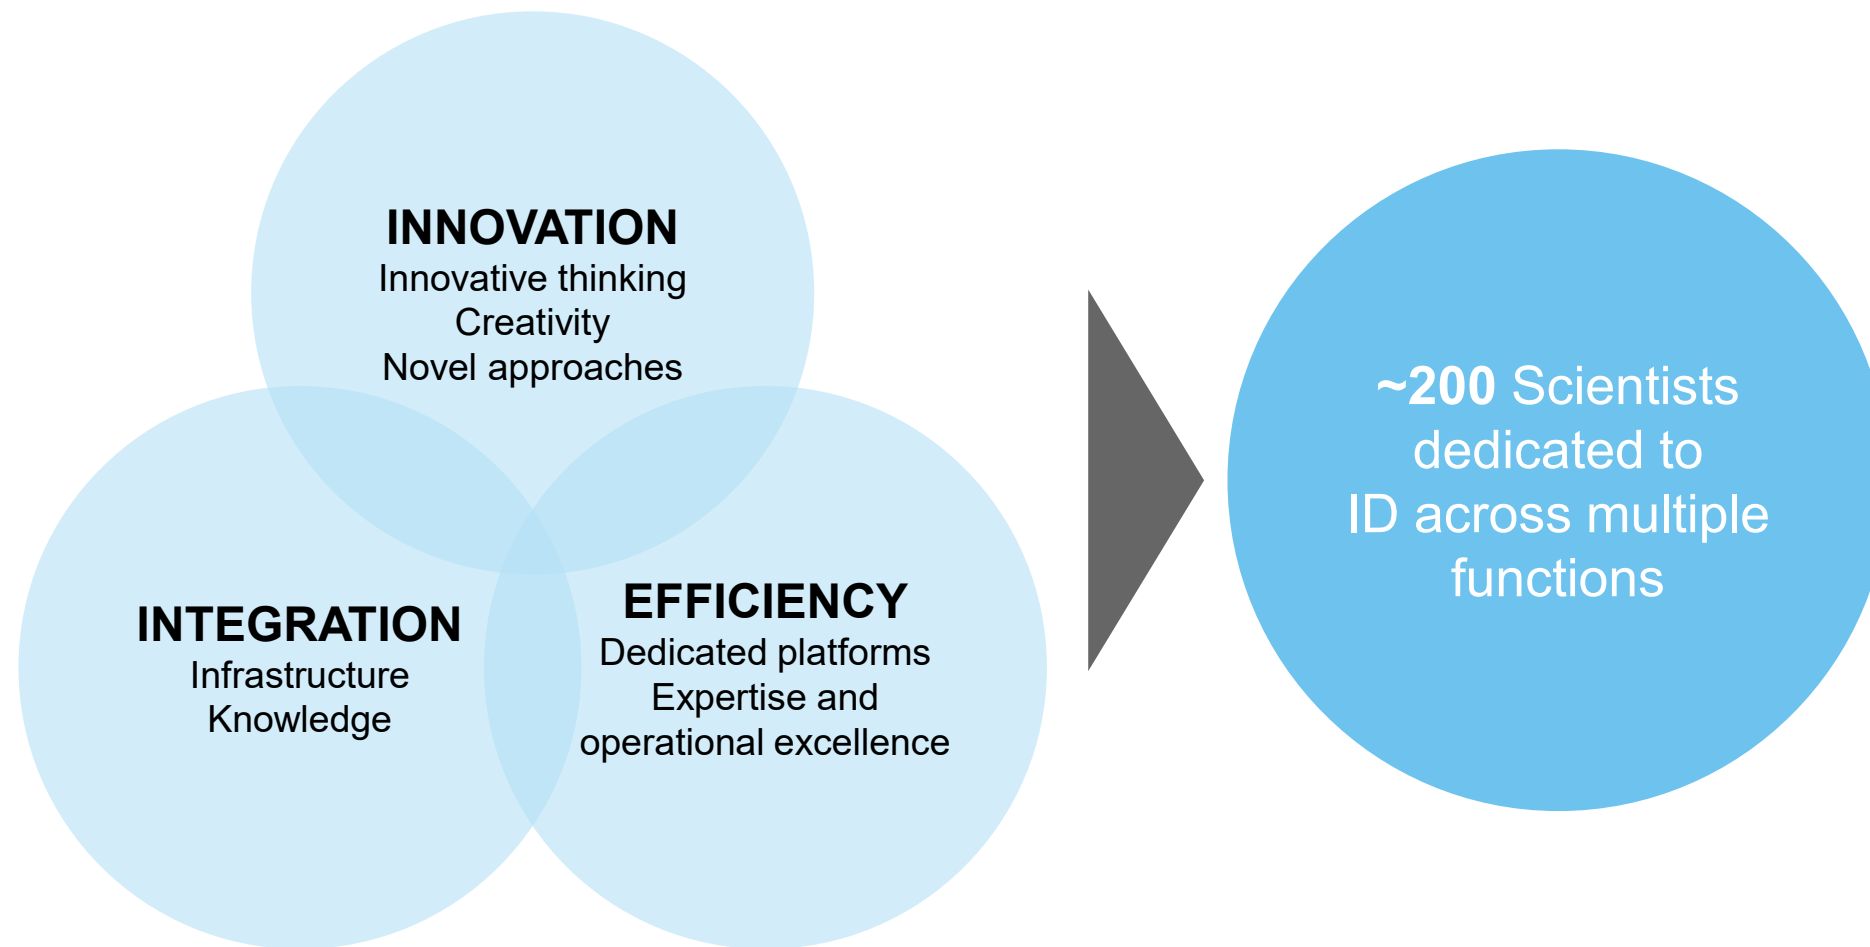 INNOVATION
Innovative thinking
Creativity
Novel approaches
INTEGRATION
Infrastructure
Knowledge
EFFICIENCY
Dedicated platforms
Expertise and
operational excellence
~200 Scientists
dedicated to
ID across multiple
functions